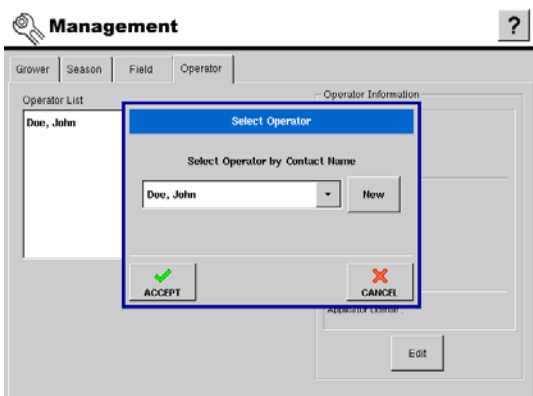 Management
?
Grower Season Field Operator
Operator List
Operator Information
Doe, John
Select Operator
Select Operator by Contact Name
Doe, John
New
ACCEPT
CANCEL
Applicator License :
Edit